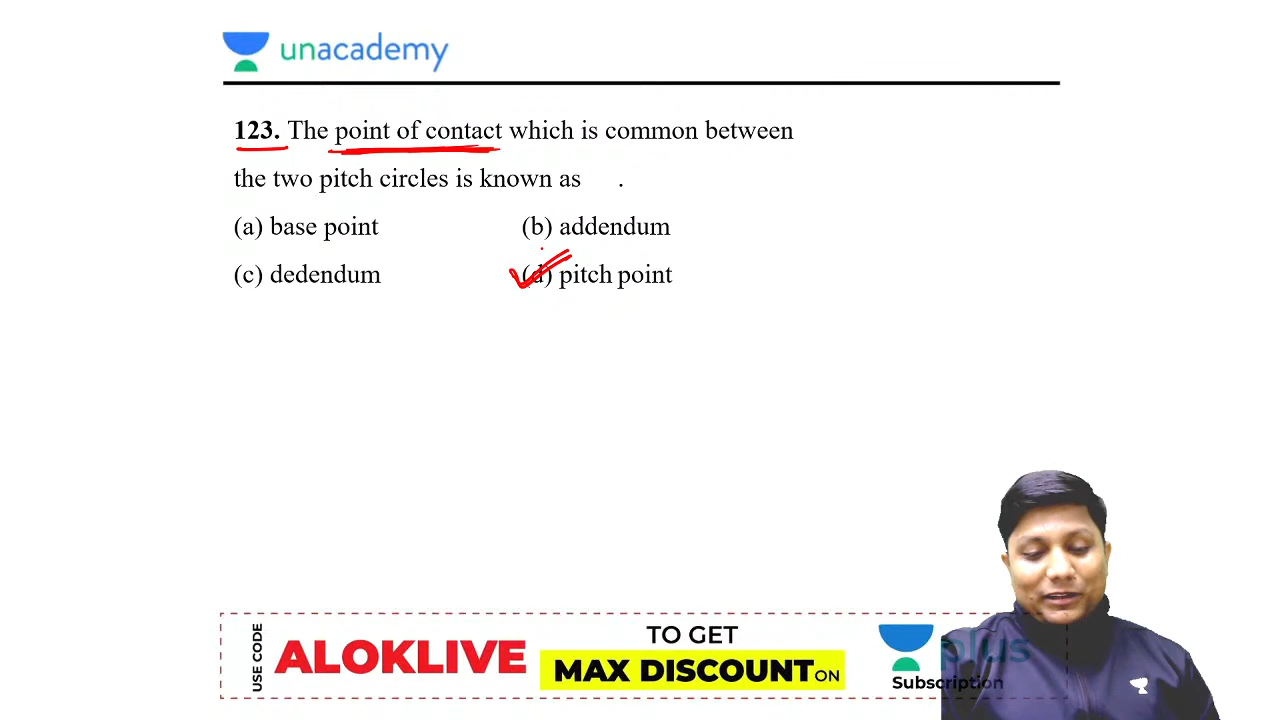 unacademy
123. The point of contact which is common between
the two pitch circles is known as .
(a) base point (b) addendum
(c) dedendum (d) pitch point
USE CODE
ALOKLIVE
TO GET
MAX DISCOUNT ON
plus
Subscription